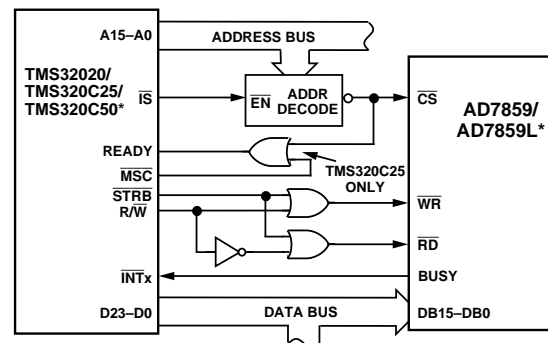 A15–A0
ADDRESS BUS
TMS32020/
TMS320C25/
TMS320C50*
IS
EN
ADDR
DECODE
CS
AD7859/
AD7859L*
READY
TMS320C25
ONLY
MSC
STRB
R/W
WR
RD
INTx
BUSY
D23–D0
DATA BUS
DB15–DB0